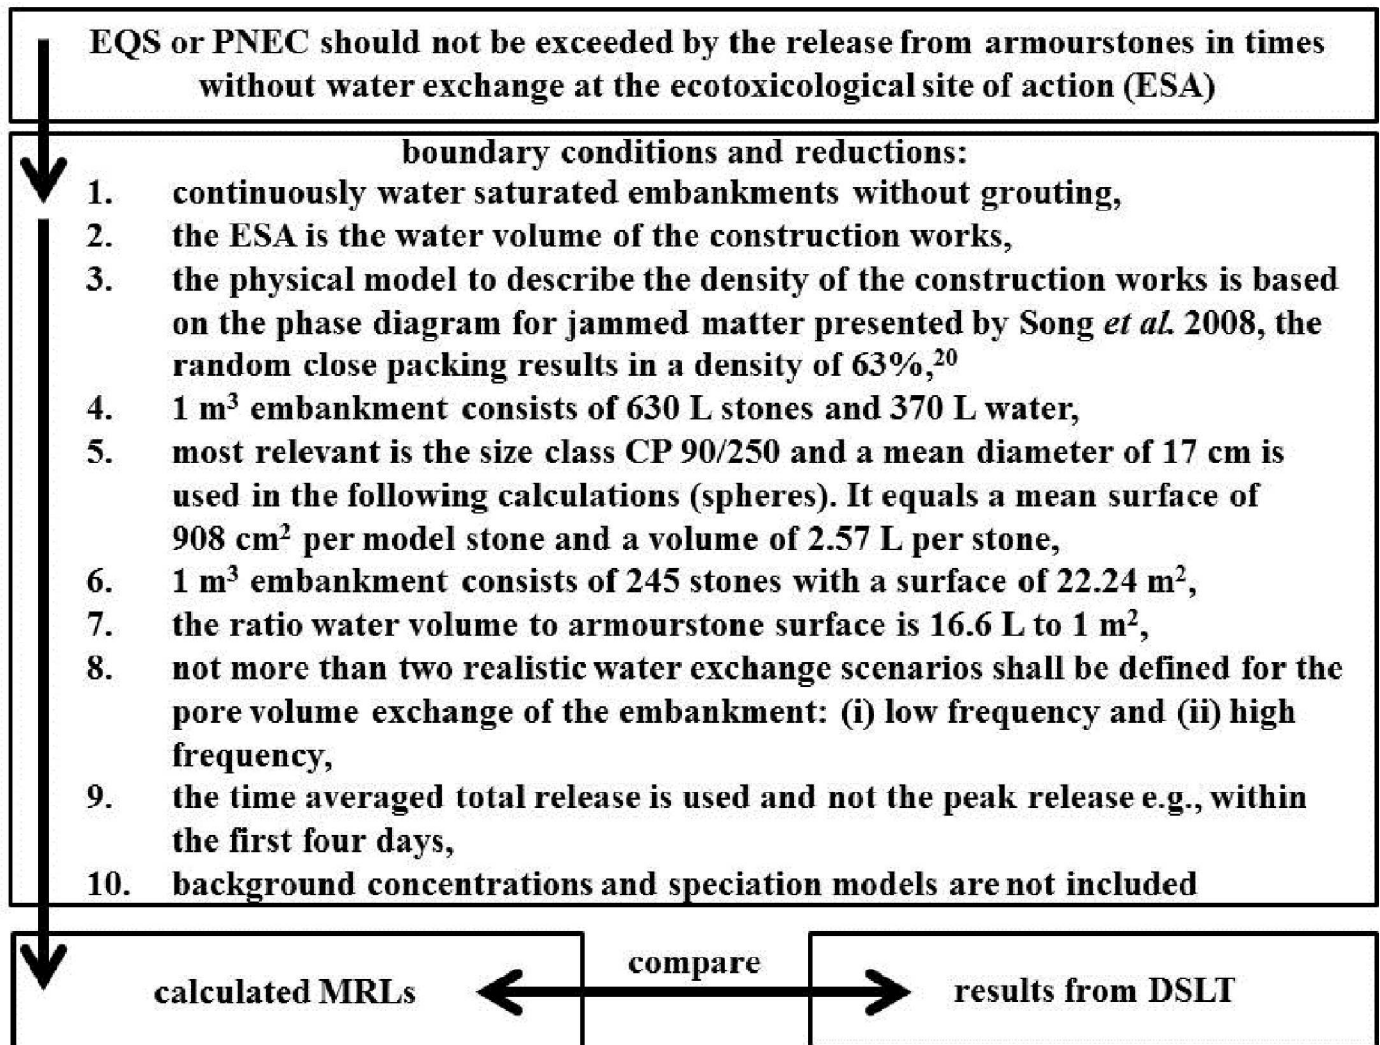 EQS or PNEC should not be exceeded by the release from armourstones in times
without water exchange at the ecotoxicological site of action (ESA)
boundary conditions and reductions:
1. continuously water saturated embankments without grouting,
2. the ESA is the water volume of the construction works,
3. the physical model to describe the density of the construction works is based
on the phase diagram for jammed matter presented by Song et al. 2008, the
random close packing results in a density of 63%,²⁰
4. 1 m³ embankment consists of 630 L stones and 370 L water,
5. most relevant is the size class CP 90/250 and a mean diameter of 17 cm is
used in the following calculations (spheres). It equals a mean surface of
908 cm² per model stone and a volume of 2.57 L per stone,
6. 1 m³ embankment consists of 245 stones with a surface of 22.24 m²,
7. the ratio water volume to armourstone surface is 16.6 L to 1 m²,
8. not more than two realistic water exchange scenarios shall be defined for the
pore volume exchange of the embankment: (i) low frequency and (ii) high
frequency,
9. the time averaged total release is used and not the peak release e.g., within
the first four days,
10. background concentrations and speciation models are not included
calculated MRLs
compare
results from DSLT